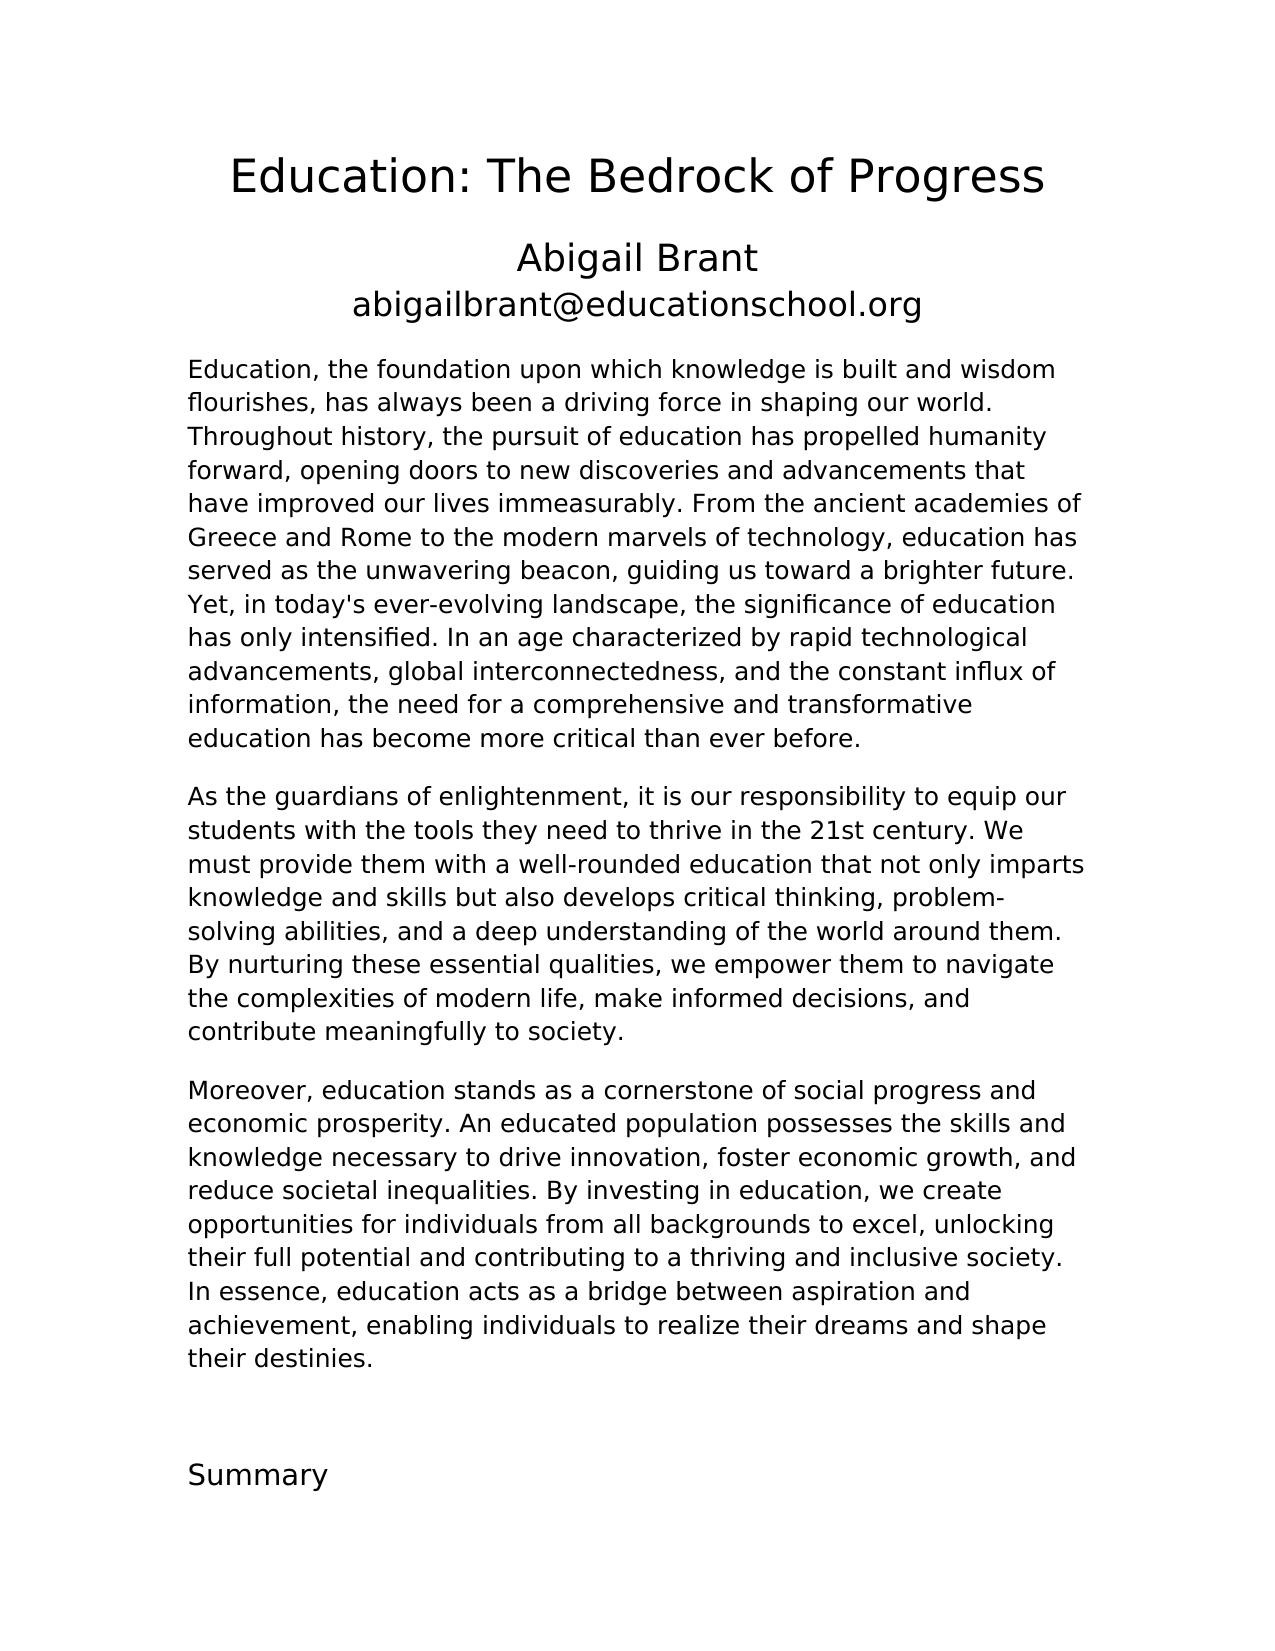 Education: The Bedrock of Progress
Abigail Brant
abigailbrant@educationschool.org
Education, the foundation upon which knowledge is built and wisdom
flourishes, has always been a driving force in shaping our world.
Throughout history, the pursuit of education has propelled humanity
forward, opening doors to new discoveries and advancements that
have improved our lives immeasurably. From the ancient academies of
Greece and Rome to the modern marvels of technology, education has
served as the unwavering beacon, guiding us toward a brighter future.
Yet, in today's ever-evolving landscape, the significance of education
has only intensified. In an age characterized by rapid technological
advancements, global interconnectedness, and the constant influx of
information, the need for a comprehensive and transformative
education has become more critical than ever before.
As the guardians of enlightenment, it is our responsibility to equip our
students with the tools they need to thrive in the 21st century. We
must provide them with a well-rounded education that not only imparts
knowledge and skills but also develops critical thinking, problem-
solving abilities, and a deep understanding of the world around them.
By nurturing these essential qualities, we empower them to navigate
the complexities of modern life, make informed decisions, and
contribute meaningfully to society.
Moreover, education stands as a cornerstone of social progress and
economic prosperity. An educated population possesses the skills and
knowledge necessary to drive innovation, foster economic growth, and
reduce societal inequalities. By investing in education, we create
opportunities for individuals from all backgrounds to excel, unlocking
their full potential and contributing to a thriving and inclusive society.
In essence, education acts as a bridge between aspiration and
achievement, enabling individuals to realize their dreams and shape
their destinies.
Summary